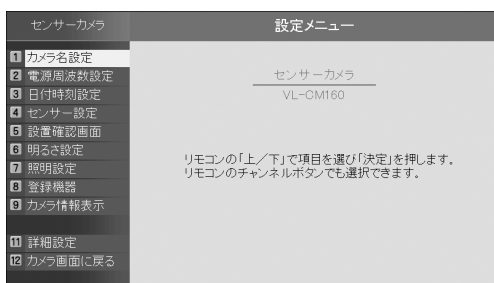 センサーカメラ
設定メニュー
1 カメラ名設定
2 電源周波数設定
3 日付時刻設定
4 センサー設定
5 設置確認画面
6 明るさ設定
7 照明設定
8 登録機器
9 カメラ情報表示
11 詳細設定
12 カメラ画面に戻る
センサーカメラ
VL-CM160
リモコンの「上／下」で項目を選び「決定」を押します。
リモコンのチャンネルボタンでも選択できます。